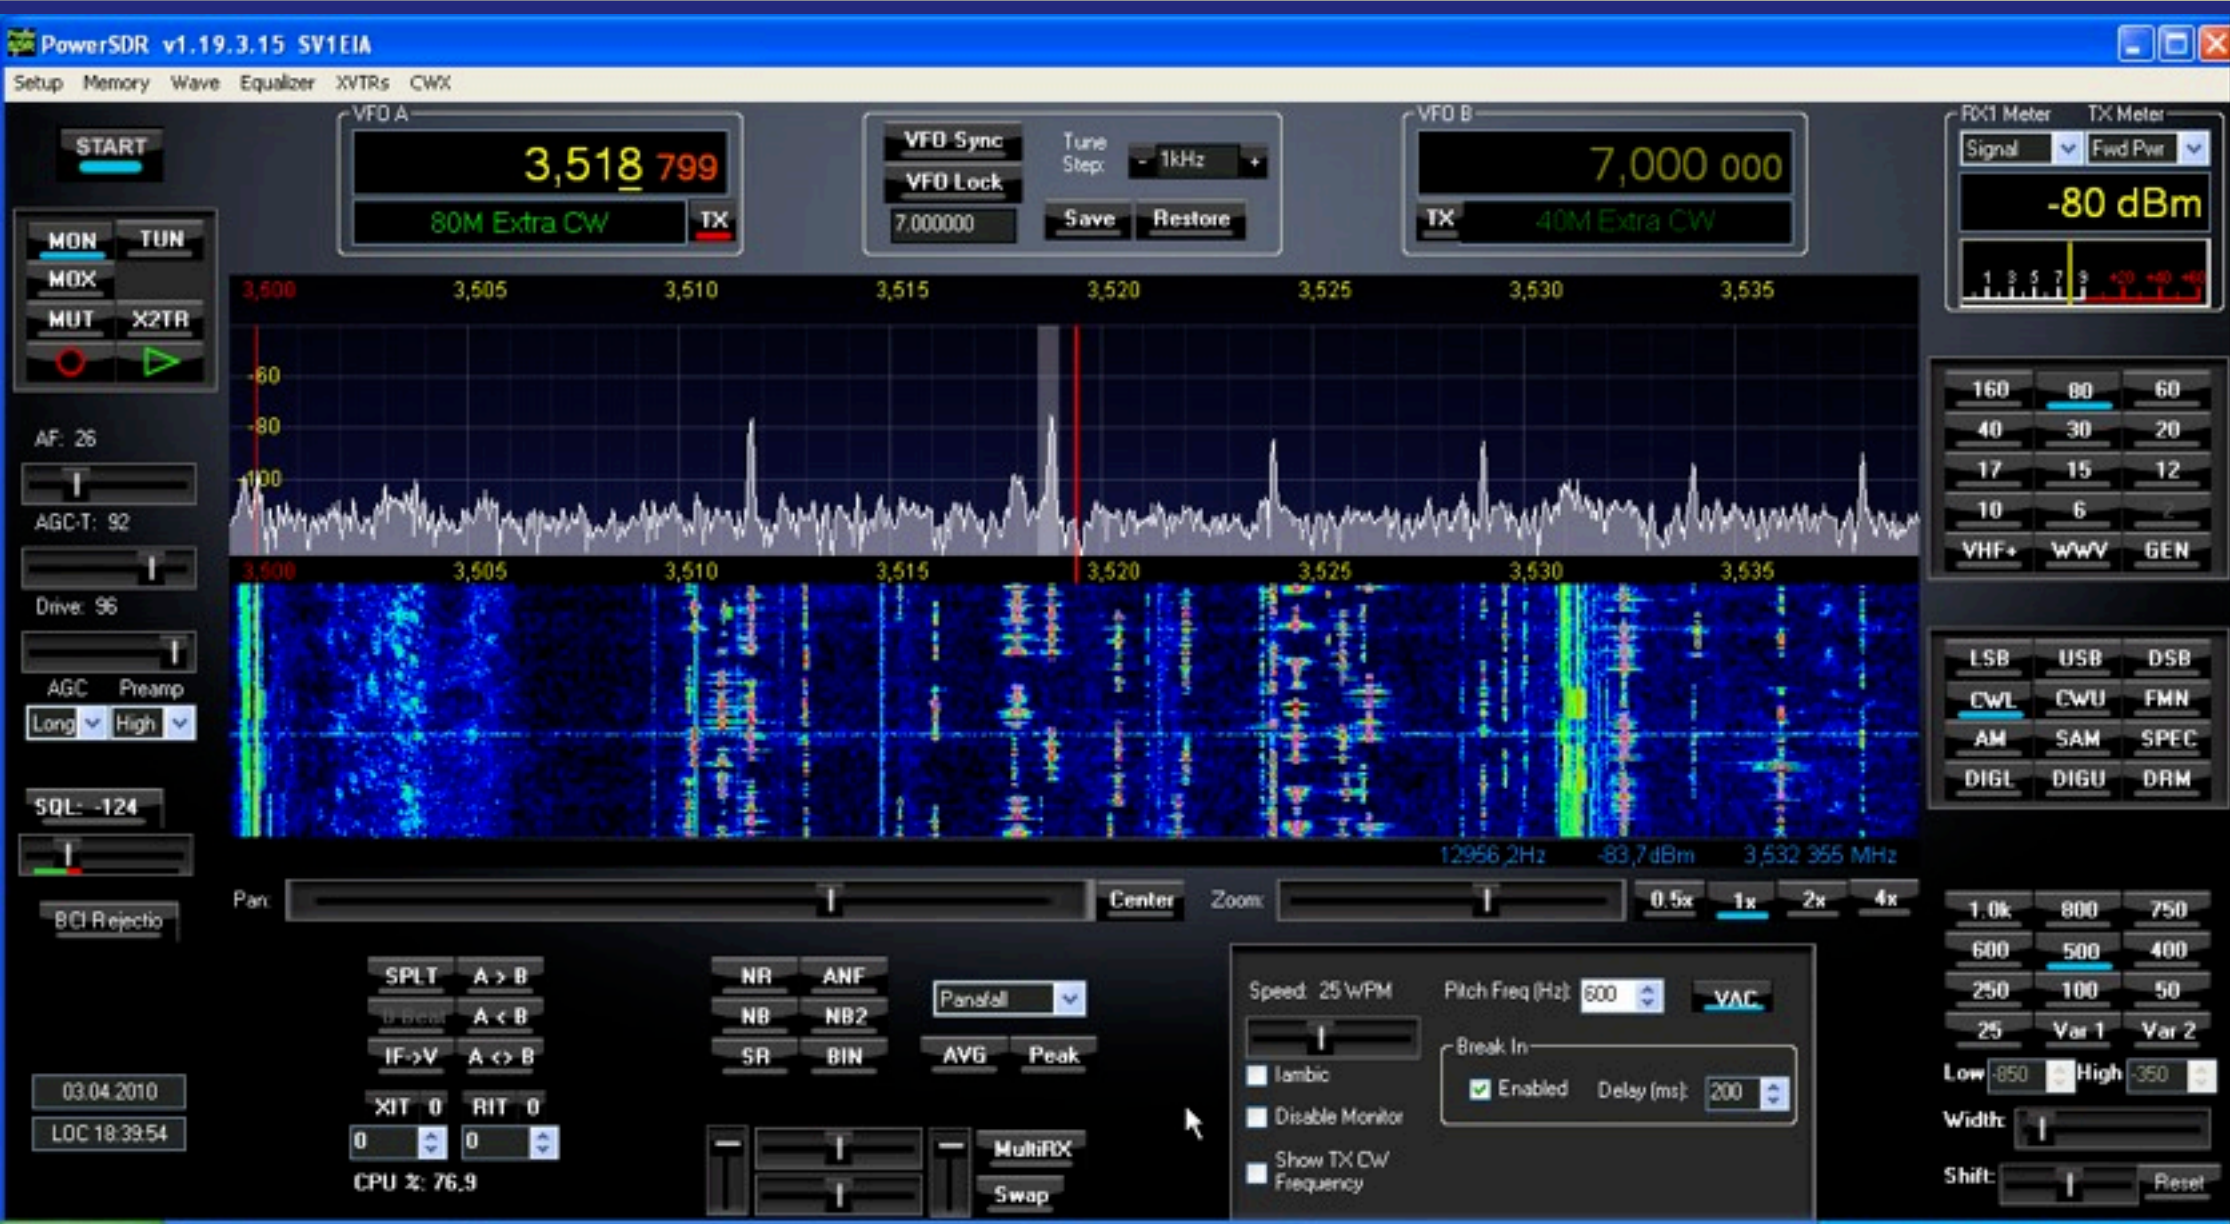 PowerSDR v1.19.3.15 SV1EIA
Setup Memory Wave Equalizer XVTRs CWX
START
VFO A
3,518 799
80M Extra CW TX
VFO Sync
VFO Lock
7.000000
Tune
Step: - 1kHz +
Save Restore
VFO B
7,000 000
TX 40M Extra CW
RX1 Meter TX Meter
Signal Fwd Pwr
-80 dBm
1 3 5 7 9 +20 +40 +60
MON TUN
MOX
MUT X2TR
3,500 3,505 3,510 3,515 3,520 3,525 3,530 3,535
-60
-80
-100
3,500 3,505 3,510 3,515 3,520 3,525 3,530 3,535
12956,2Hz -83,7dBm 3,532 355 MHz
AF: 26
AGC-T: 92
Drive: 96
AGC Preamp
Long High
SQL: -124
BCI Rejectio
03.04.2010
LOC 18:39:54
160 80 60
40 30 20
17 15 12
10 6 2
VHF+ WWV GEN
LSB USB DSB
CWL CWU FMN
AM SAM SPEC
DIGL DIGU DRM
Pan: Center Zoom: 0.5x 1x 2x 4x
SPLT A > B
0 Beat A < B
IF->V A <> B
XIT 0 RIT 0
0 0
CPU %: 76,9
NR ANF
NB NB2
SR BIN
Panafall
AVG Peak
MultiRX
Swap
Speed: 25 WPM
Iambic
Disable Monitor
Show TX CW
Frequency
Pitch Freq (Hz): 600 VAC
Break In
Enabled Delay (ms): 200
1.0k 800 750
600 500 400
250 100 50
25 Var 1 Var 2
Low -850 High -350
Width:
Shift: Reset